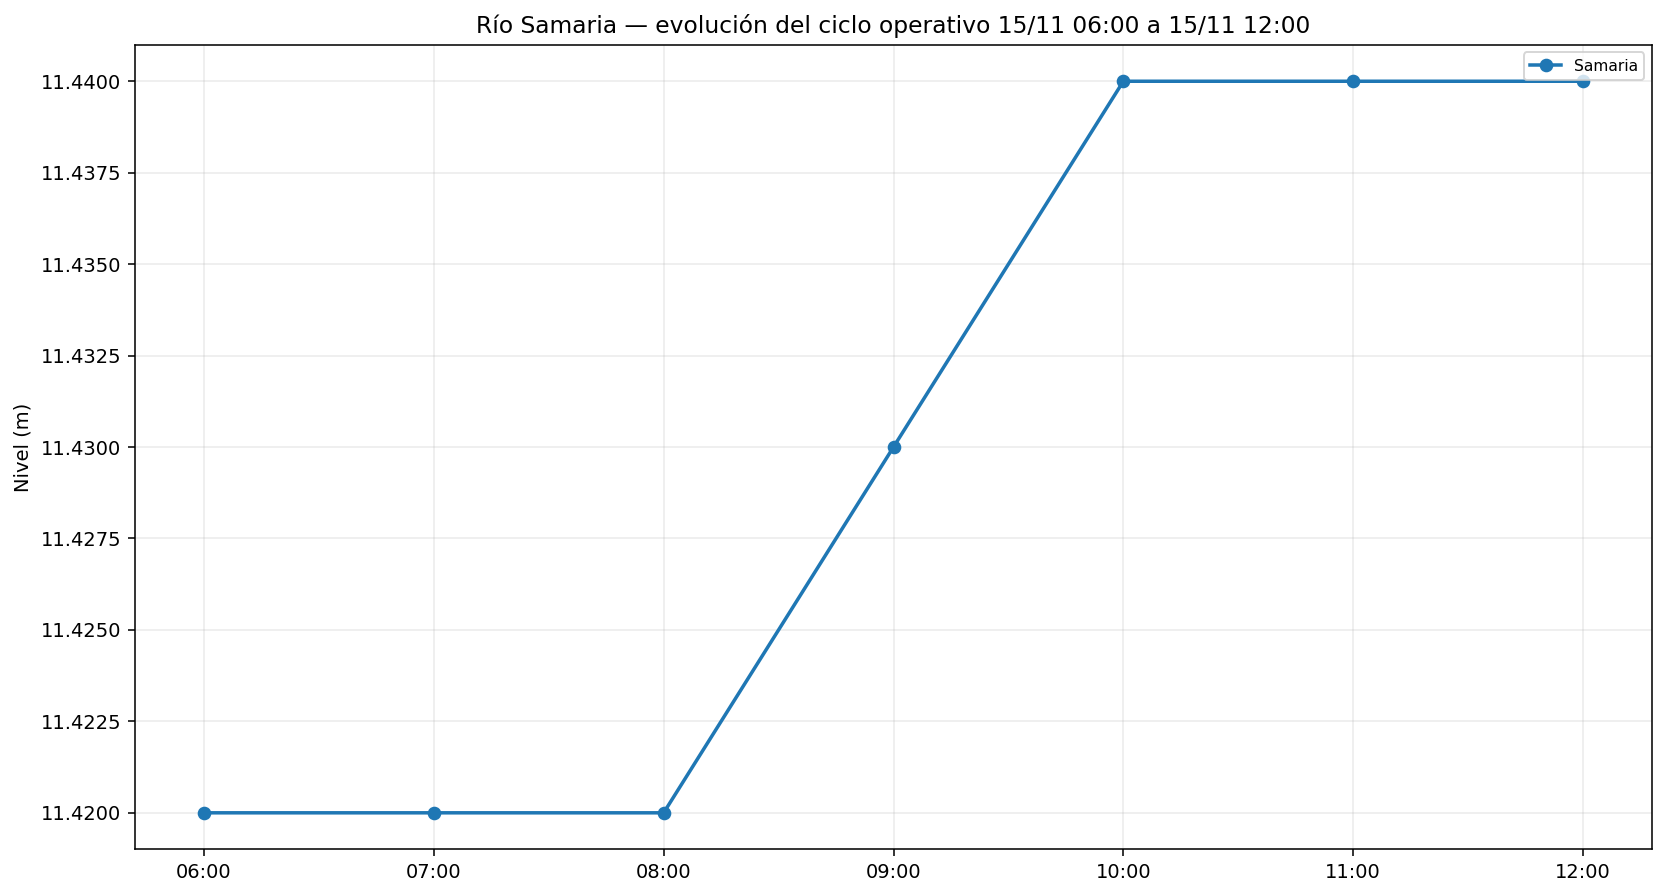 Río Samaria — evolución del ciclo operativo 15/11 06:00 a 15/11 12:00
Samaria
Nivel (m)
11.4400
11.4375
11.4350
11.4325
11.4300
11.4275
11.4250
11.4225
11.4200
06:00 07:00 08:00 09:00 10:00 11:00 12:00